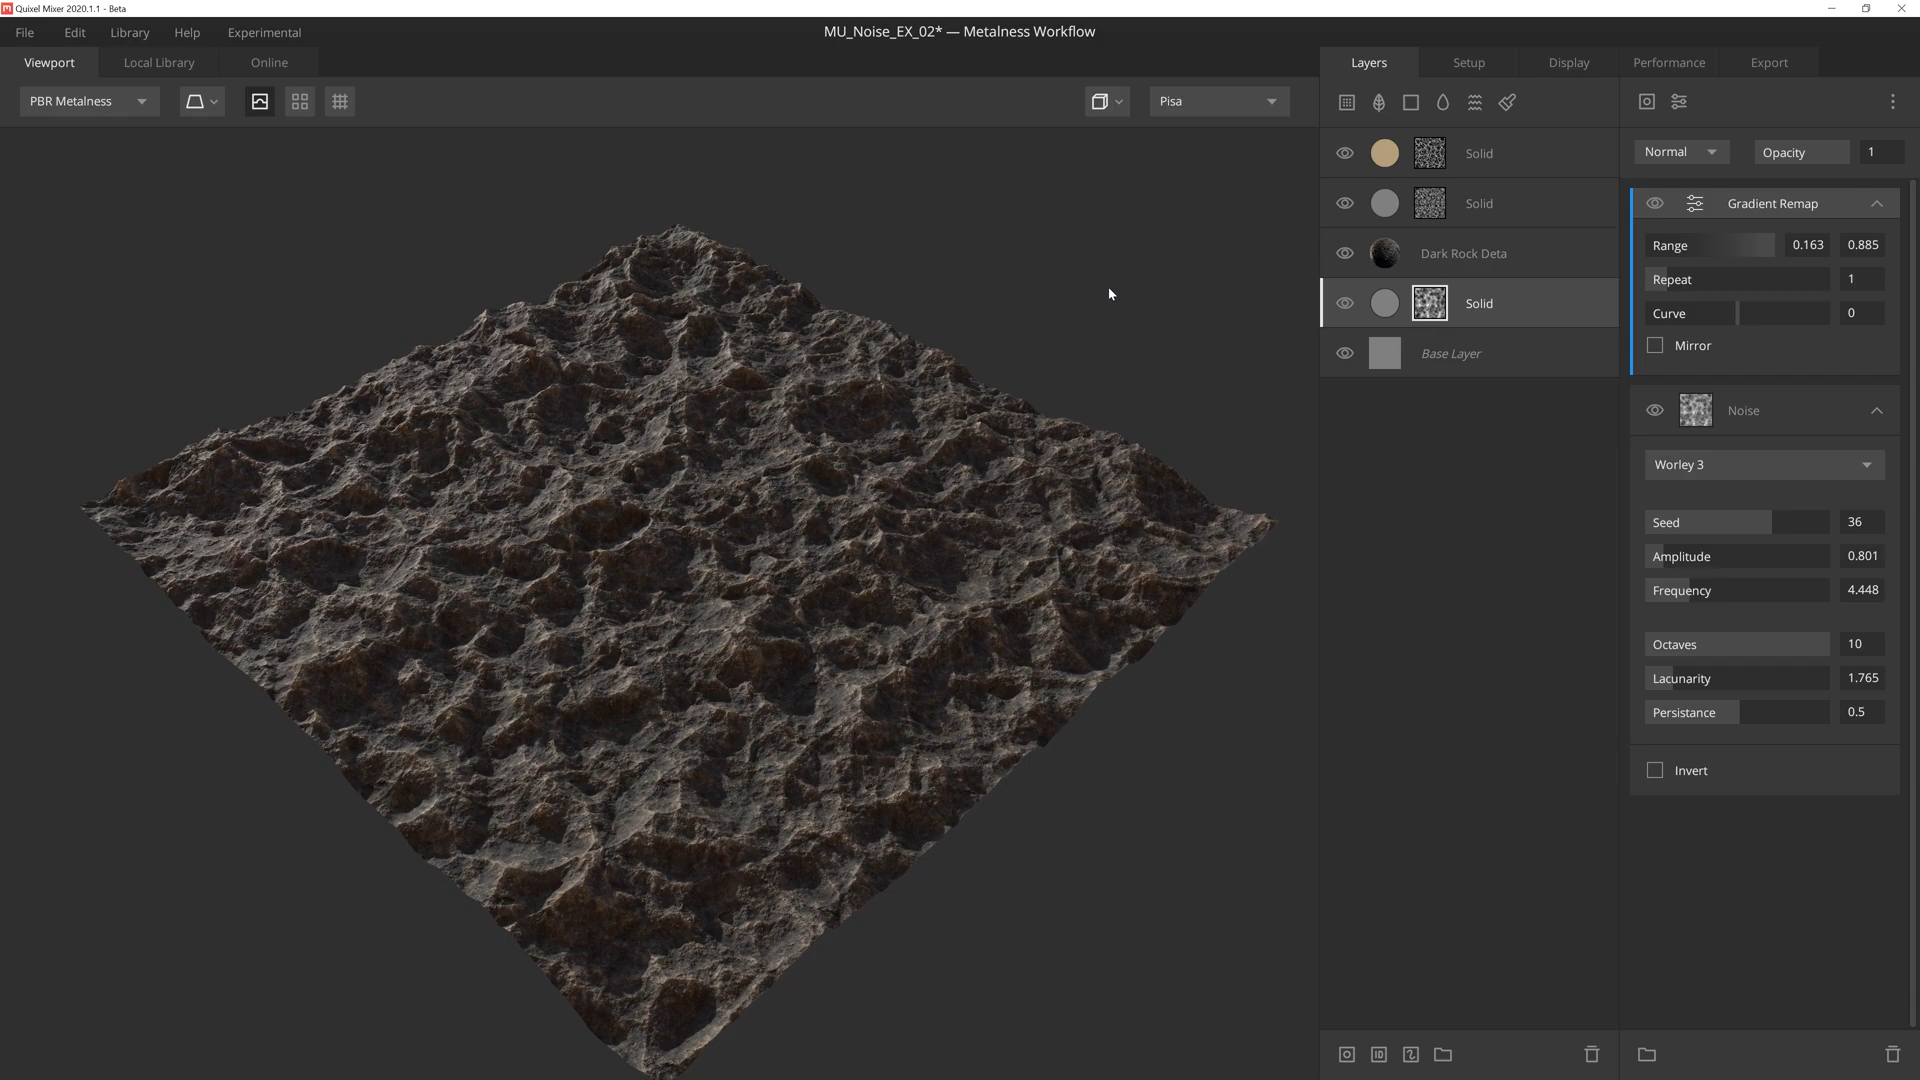 Quixel Mixer 2020.1.1 - Beta
File Edit Library Help Experimental
MU_Noise_EX_02* — Metalness Workflow
Viewport Local Library Online
Layers Setup Display Performance Export
PBR Metalness
Pisa
Normal Opacity 1
Solid
Solid
Dark Rock Deta
Solid
Base Layer
Gradient Remap
Range 0.163 0.885
Repeat 1
Curve 0
Mirror
Noise
Worley 3
Seed 36
Amplitude 0.801
Frequency 4.448
Octaves 10
Lacunarity 1.765
Persistance 0.5
Invert